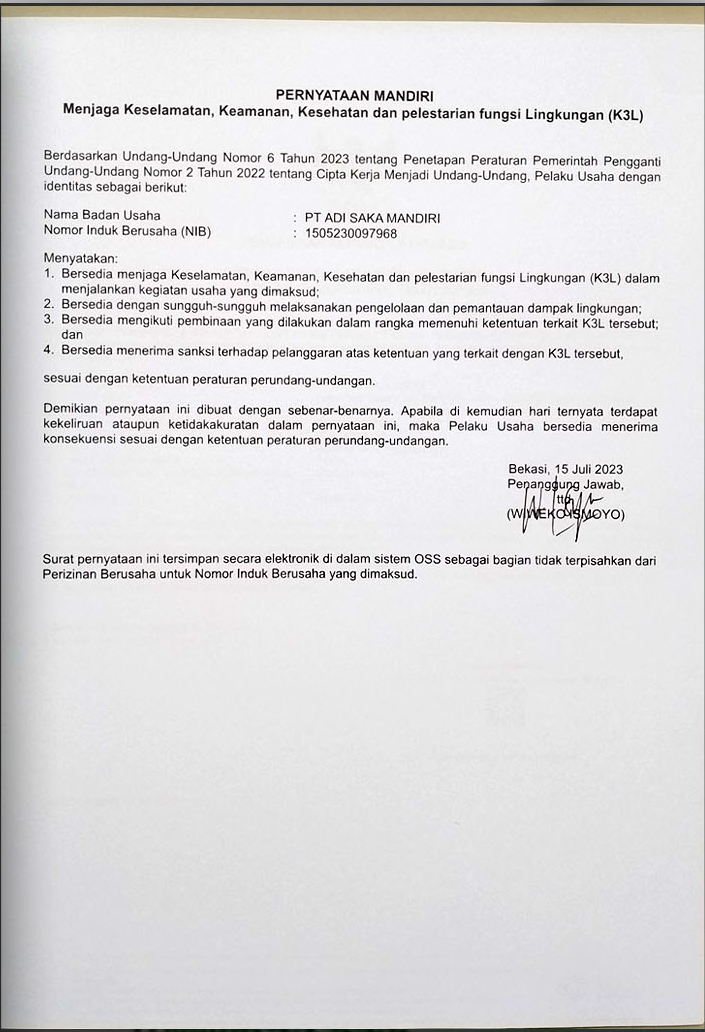 PERNYATAAN MANDIRI
Menjaga Keselamatan, Keamanan, Kesehatan dan pelestarian fungsi Lingkungan (K3L)
Berdasarkan Undang-Undang Nomor 6 Tahun 2023 tentang Penetapan Peraturan Pemerintah Pengganti
Undang-Undang Nomor 2 Tahun 2022 tentang Cipta Kerja Menjadi Undang-Undang, Pelaku Usaha dengan
identitas sebagai berikut:
Nama Badan Usaha : PT ADI SAKA MANDIRI
Nomor Induk Berusaha (NIB) : 1505230097968
Menyatakan:
1. Bersedia menjaga Keselamatan, Keamanan, Kesehatan dan pelestarian fungsi Lingkungan (K3L) dalam
menjalankan kegiatan usaha yang dimaksud;
2. Bersedia dengan sungguh-sungguh melaksanakan pengelolaan dan pemantauan dampak lingkungan;
3. Bersedia mengikuti pembinaan yang dilakukan dalam rangka memenuhi ketentuan terkait K3L tersebut;
dan
4. Bersedia menerima sanksi terhadap pelanggaran atas ketentuan yang terkait dengan K3L tersebut,
sesuai dengan ketentuan peraturan perundang-undangan.
Demikian pernyataan ini dibuat dengan sebenar-benarnya. Apabila di kemudian hari ternyata terdapat
kekeliruan ataupun ketidakakuratan dalam pernyataan ini, maka Pelaku Usaha bersedia menerima
konsekuensi sesuai dengan ketentuan peraturan perundang-undangan.
Bekasi, 15 Juli 2023
Penanggung Jawab,
ttd
(WIWEKO ISMOYO)
Surat pernyataan ini tersimpan secara elektronik di dalam sistem OSS sebagai bagian tidak terpisahkan dari
Perizinan Berusaha untuk Nomor Induk Berusaha yang dimaksud.